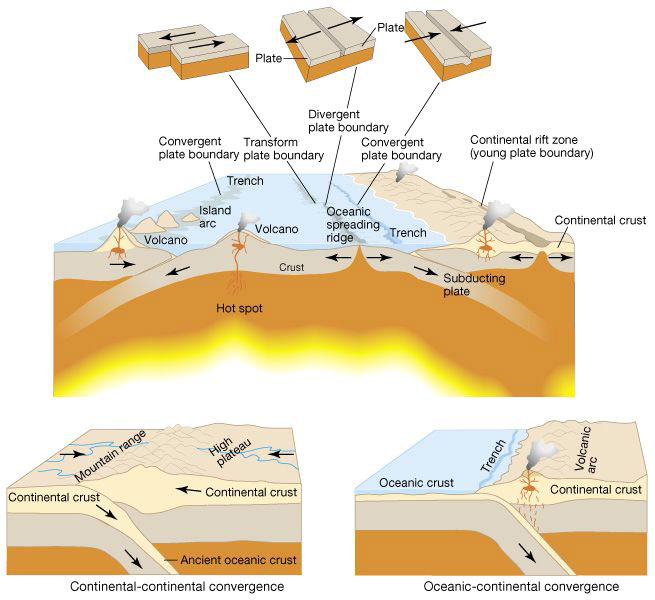 Plate
Plate
Divergent
plate boundary
Convergent
plate boundary
Transform
plate boundary
Convergent
plate boundary
Continental rift zone
(young plate boundary)
Trench
Island
arc
Volcano
Volcano
Oceanic
spreading
ridge
Trench
Continental crust
Crust
Subducting
plate
Hot spot
Mountain range
High
plateau
Continental crust
Continental crust
Ancient oceanic crust
Continental-continental convergence
Trench
Volcanic
arc
Oceanic crust
Continental crust
Oceanic-continental convergence